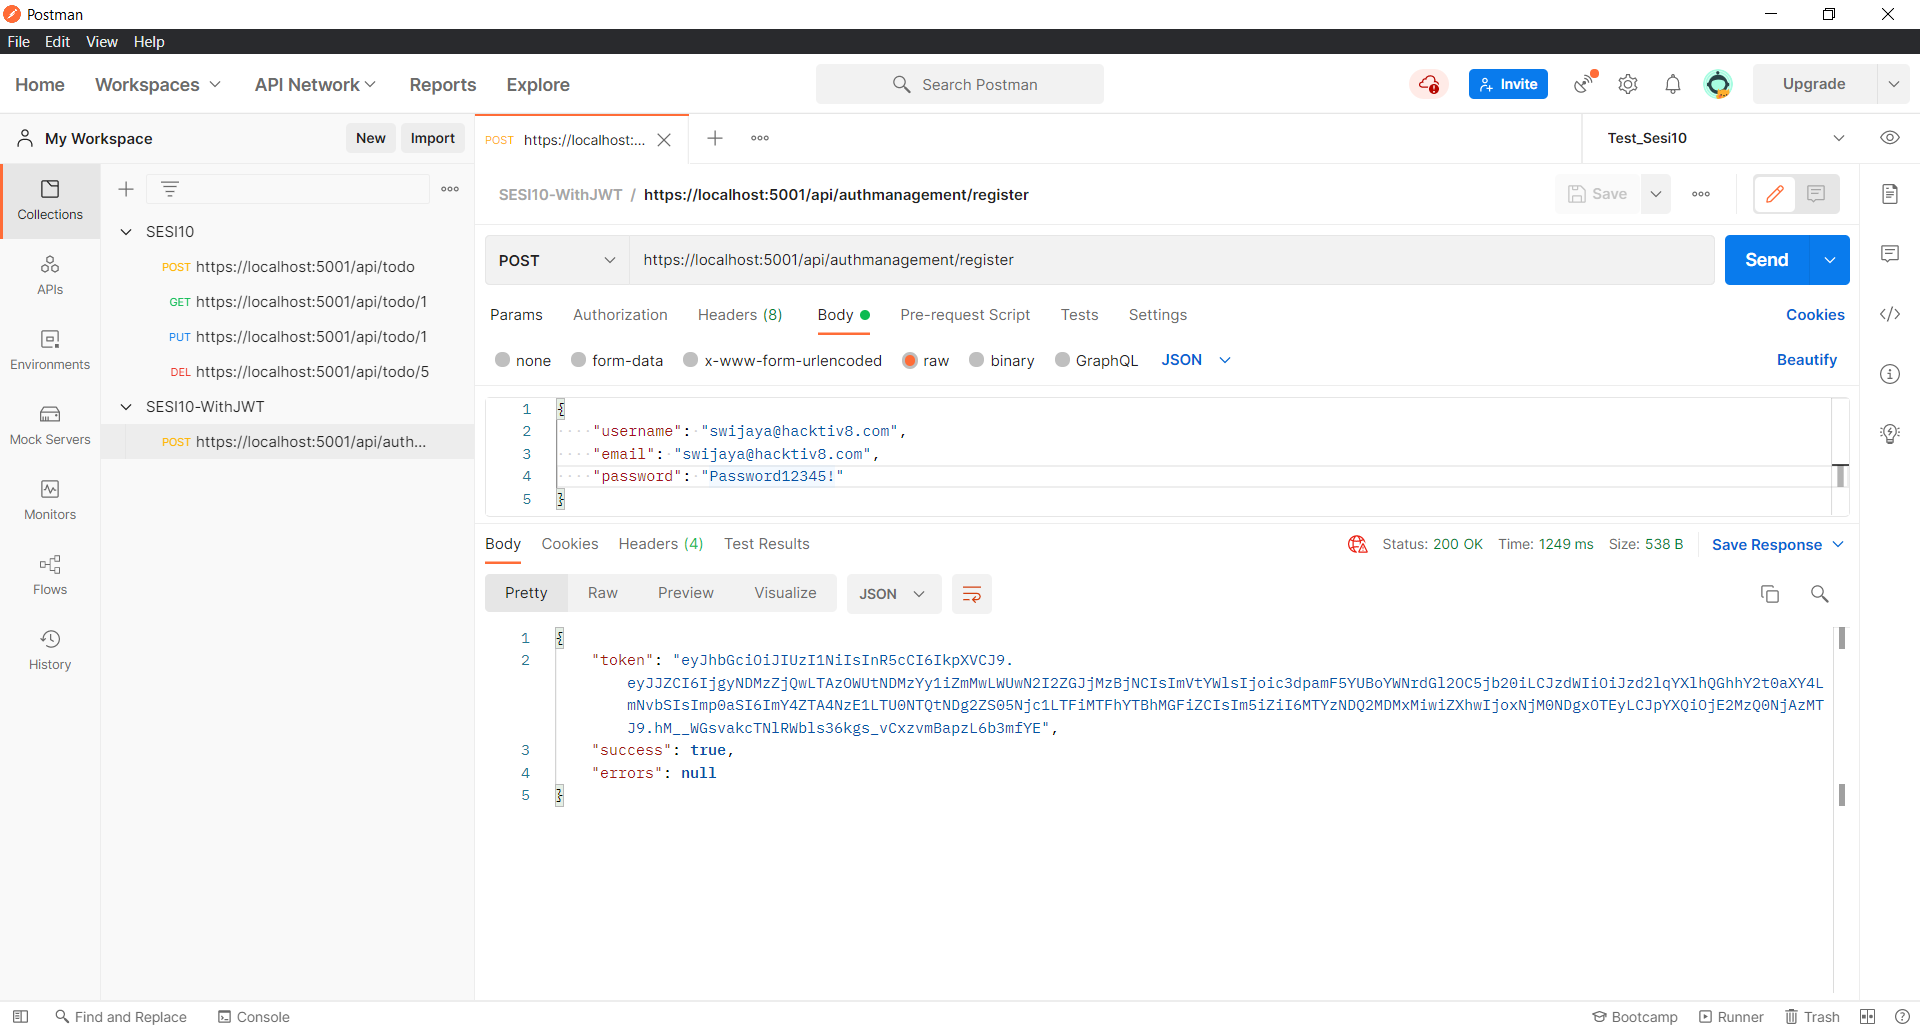 Postman
File Edit View Help
Home Workspaces API Network Reports Explore Search Postman Invite Upgrade
My Workspace New Import POST https://localhost:... Test_Sesi10
Collections
APIs
Environments
Mock Servers
Monitors
Flows
History
SESI10
POST https://localhost:5001/api/todo
GET https://localhost:5001/api/todo/1
PUT https://localhost:5001/api/todo/1
DEL https://localhost:5001/api/todo/5
SESI10-WithJWT
POST https://localhost:5001/api/auth...
SESI10-WithJWT / https://localhost:5001/api/authmanagement/register Save
POST https://localhost:5001/api/authmanagement/register Send
Params Authorization Headers (8) Body Pre-request Script Tests Settings Cookies
none form-data x-www-form-urlencoded raw binary GraphQL JSON Beautify
1 {
2 "username": "swijaya@hacktiv8.com",
3 "email": "swijaya@hacktiv8.com",
4 "password": "Password12345!"
5 }
Body Cookies Headers (4) Test Results Status: 200 OK Time: 1249 ms Size: 538 B Save Response
Pretty Raw Preview Visualize JSON
1 {
2 "token": "eyJhbGciOiJIUzI1NiIsInR5cCI6IkpXVCJ9.
eyJJZCI6IjgyNDMzZjQwLTAzOWUtNDMzYy1iZmMwLWUwN2I2ZGJjMzBjNCIsImVtYWlsIjoic3dpamF5YUBoYWNrdGl2OC5jb20iLCJzdWIiOiJzd2lqYXlhQGhhY2t0aXY4L
mNvbSIsImp0aSI6ImY4ZTA4NzE1LTU0NTQtNDg2ZS05Njc1LTFiMTFhYTBhMGFiZCIsIm5iZiI6MTYzNDQ2MDMxMiwiZXhwIjoxNjM0NDgxOTEyLCJpYXQiOjE2MzQ0NjAzMT
J9.hM__WGsvakcTNlRWbls36kgs_vCxzvmBapzL6b3mfYE",
3 "success": true,
4 "errors": null
5 }
Find and Replace Console Bootcamp Runner Trash